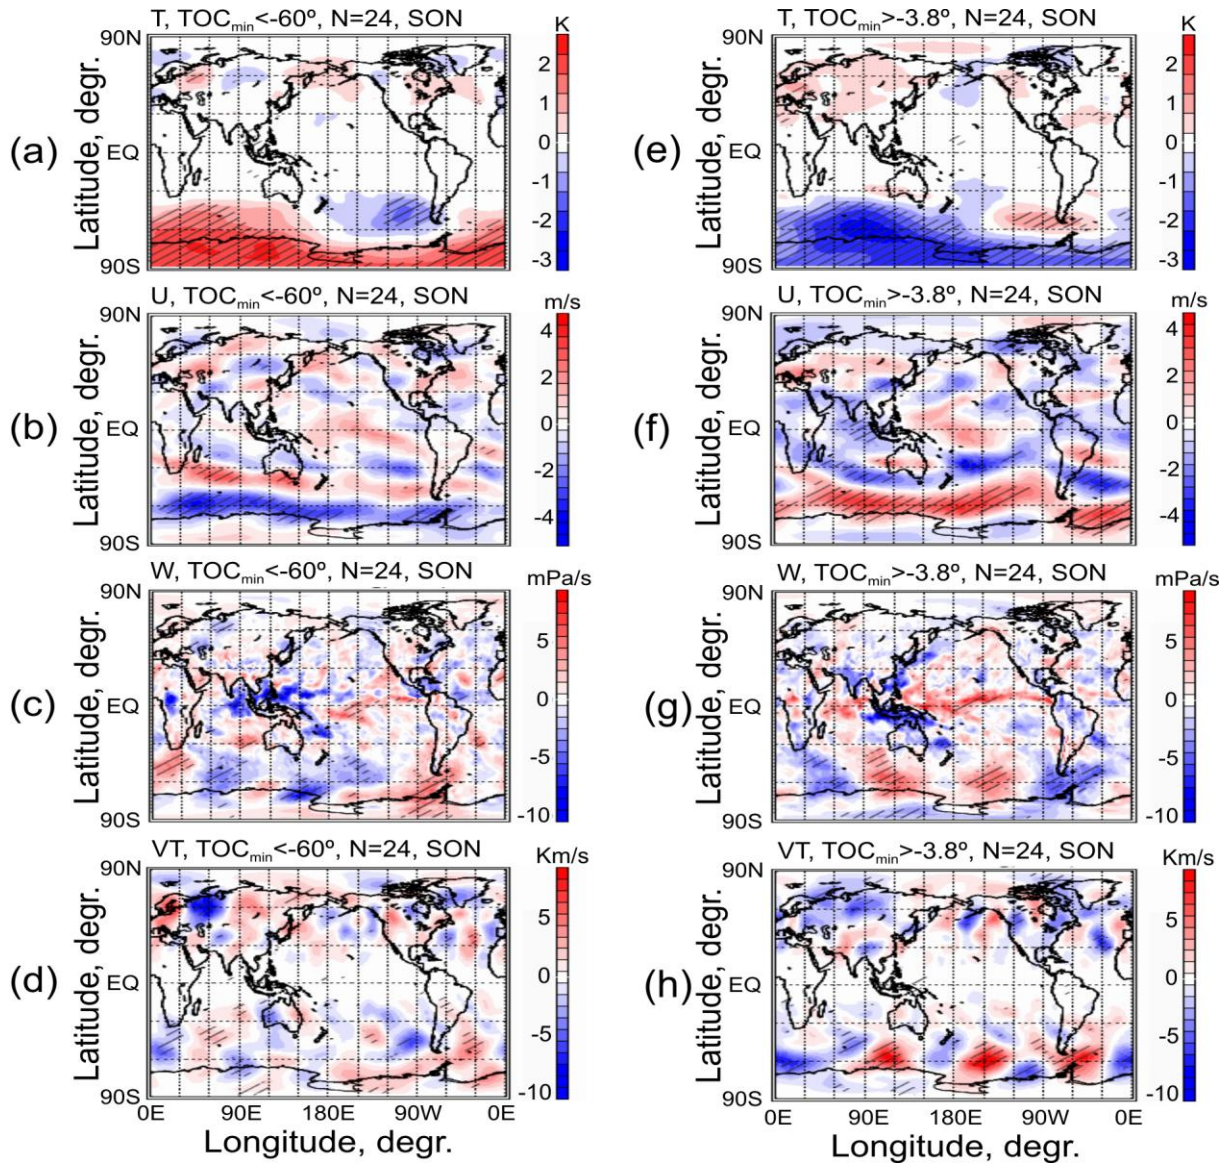 T, TOCmin<-60º, N=24, SON
K
90N
2
1
0
-1
-2
-3
EQ
90S
(a)
Latitude, degr.
T, TOCmin>-3.8º, N=24, SON
K
90N
2
1
0
-1
-2
-3
EQ
90S
(e)
Latitude, degr.
U, TOCmin<-60º, N=24, SON
m/s
90N
4
2
0
-2
-4
EQ
90S
(b)
Latitude, degr.
U, TOCmin>-3.8º, N=24, SON
m/s
90N
4
2
0
-2
-4
EQ
90S
(f)
Latitude, degr.
W, TOCmin<-60º, N=24, SON
mPa/s
90N
5
0
-5
-10
EQ
90S
(c)
Latitude, degr.
W, TOCmin>-3.8º, N=24, SON
mPa/s
90N
5
0
-5
-10
EQ
90S
(g)
Latitude, degr.
VT, TOCmin<-60º, N=24, SON
Km/s
90N
5
0
-5
-10
EQ
90S
(d)
Latitude, degr.
0E 90E 180E 90W 0E
Longitude, degr.
VT, TOCmin>-3.8º, N=24, SON
Km/s
90N
5
0
-5
-10
EQ
90S
(h)
Latitude, degr.
0E 90E 180E 90W 0E
Longitude, degr.